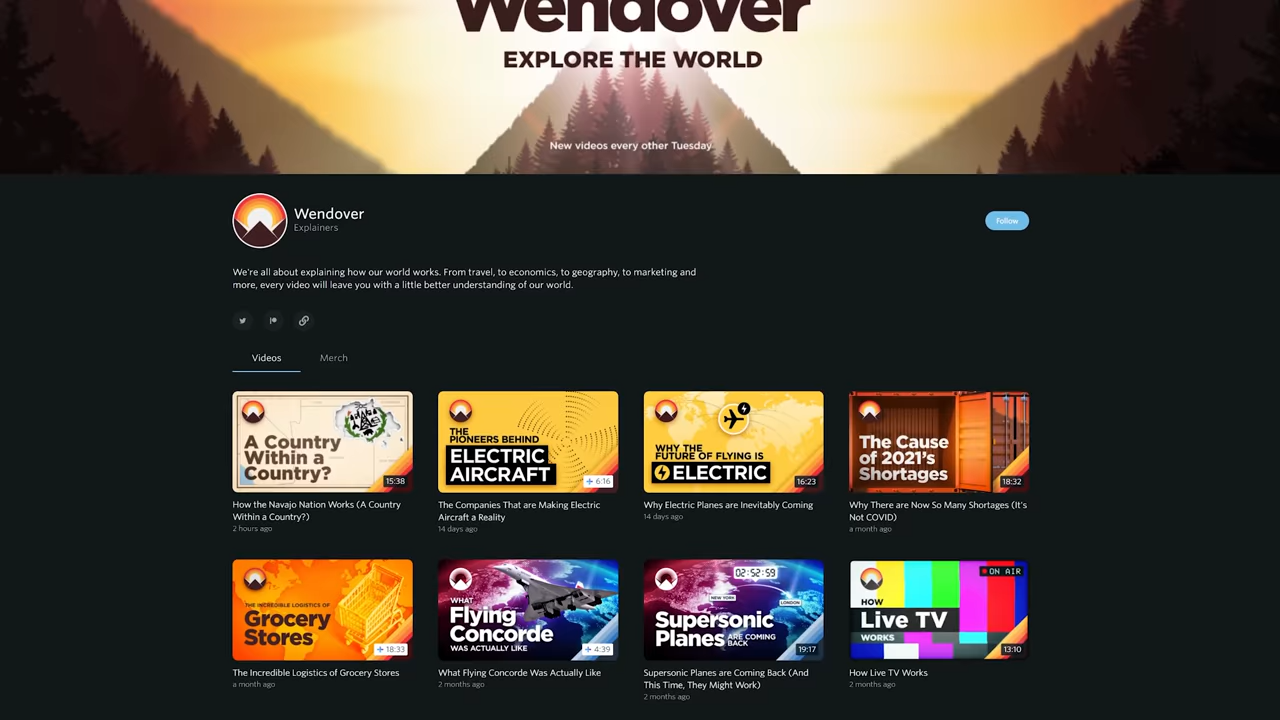 Wendover
EXPLORE THE WORLD
New videos every other Tuesday
Wendover
Explainers
Follow
We're all about explaining how our world works. From travel, to economics, to geography, to marketing and
more, every video will leave you with a little better understanding of our world.
Videos
Merch
A Country
Within a
Country?
15:38
How the Navajo Nation Works (A Country
Within a Country?)
2 hours ago
THE
PIONEERS BEHIND
ELECTRIC
AIRCRAFT
+ 6:16
The Companies That are Making Electric
Aircraft a Reality
14 days ago
WHY THE
FUTURE OF FLYING IS
ELECTRIC
16:23
Why Electric Planes are Inevitably Coming
14 days ago
The Cause
of 2021's
Shortages
18:32
Why There are Now So Many Shortages (It's
Not COVID)
a month ago
THE INCREDIBLE LOGISTICS OF
Grocery
Stores
+ 18:33
The Incredible Logistics of Grocery Stores
a month ago
WHAT
Flying
Concorde
WAS ACTUALLY LIKE
+ 4:39
What Flying Concorde Was Actually Like
2 months ago
02:52:59
NEW YORK
LONDON
Supersonic
Planes ARE COMING
BACK
19:17
Supersonic Planes are Coming Back (And
This Time, They Might Work)
2 months ago
ON AIR
HOW
Live TV
WORKS
13:10
How Live TV Works
2 months ago